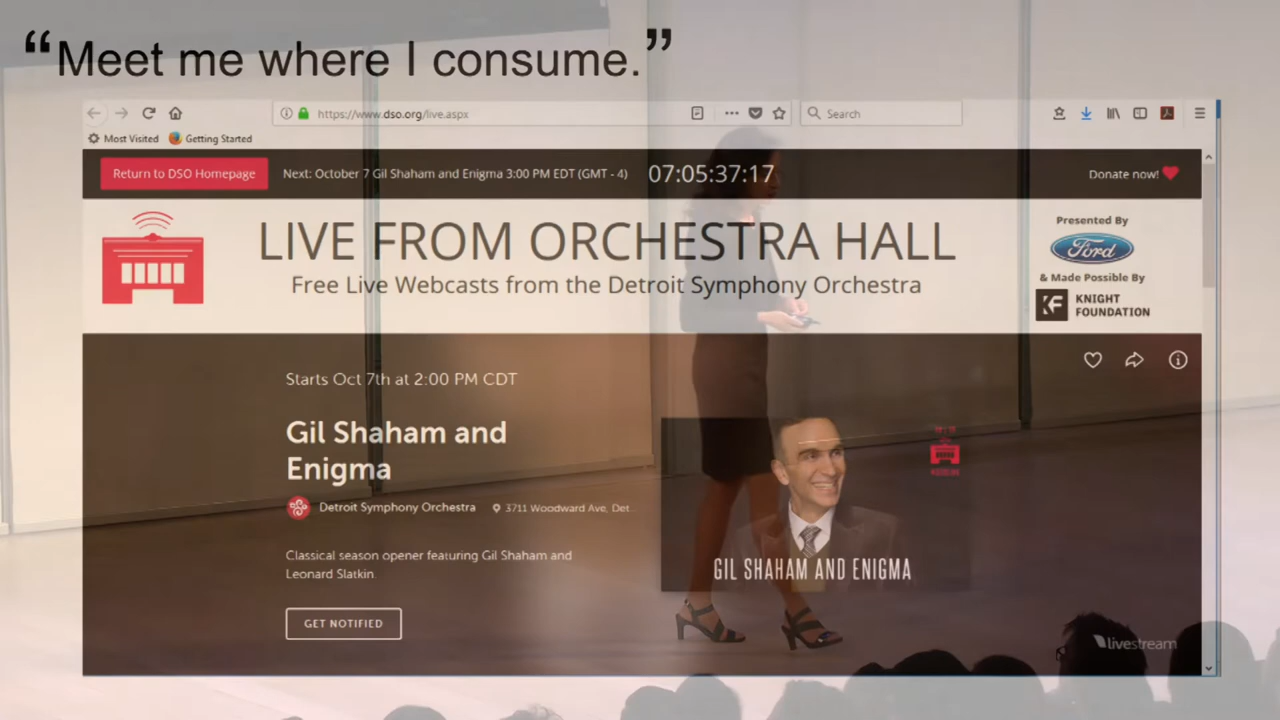 “Meet me where I consume.”
https://www.dso.org/live.aspx
Search
Most Visited
Getting Started
Return to DSO Homepage
Next: October 7 Gil Shaham and Enigma 3:00 PM EDT (GMT - 4)
07:05:37:17
Donate now!
LIVE FROM ORCHESTRA HALL
Free Live Webcasts from the Detroit Symphony Orchestra
Presented By
Ford
& Made Possible By
KF KNIGHT
FOUNDATION
Starts Oct 7th at 2:00 PM CDT
Gil Shaham and
Enigma
Detroit Symphony Orchestra
3711 Woodward Ave, Det...
Classical season opener featuring Gil Shaham and
Leonard Slatkin
GET NOTIFIED
GIL SHAHAM AND ENIGMA
livestream